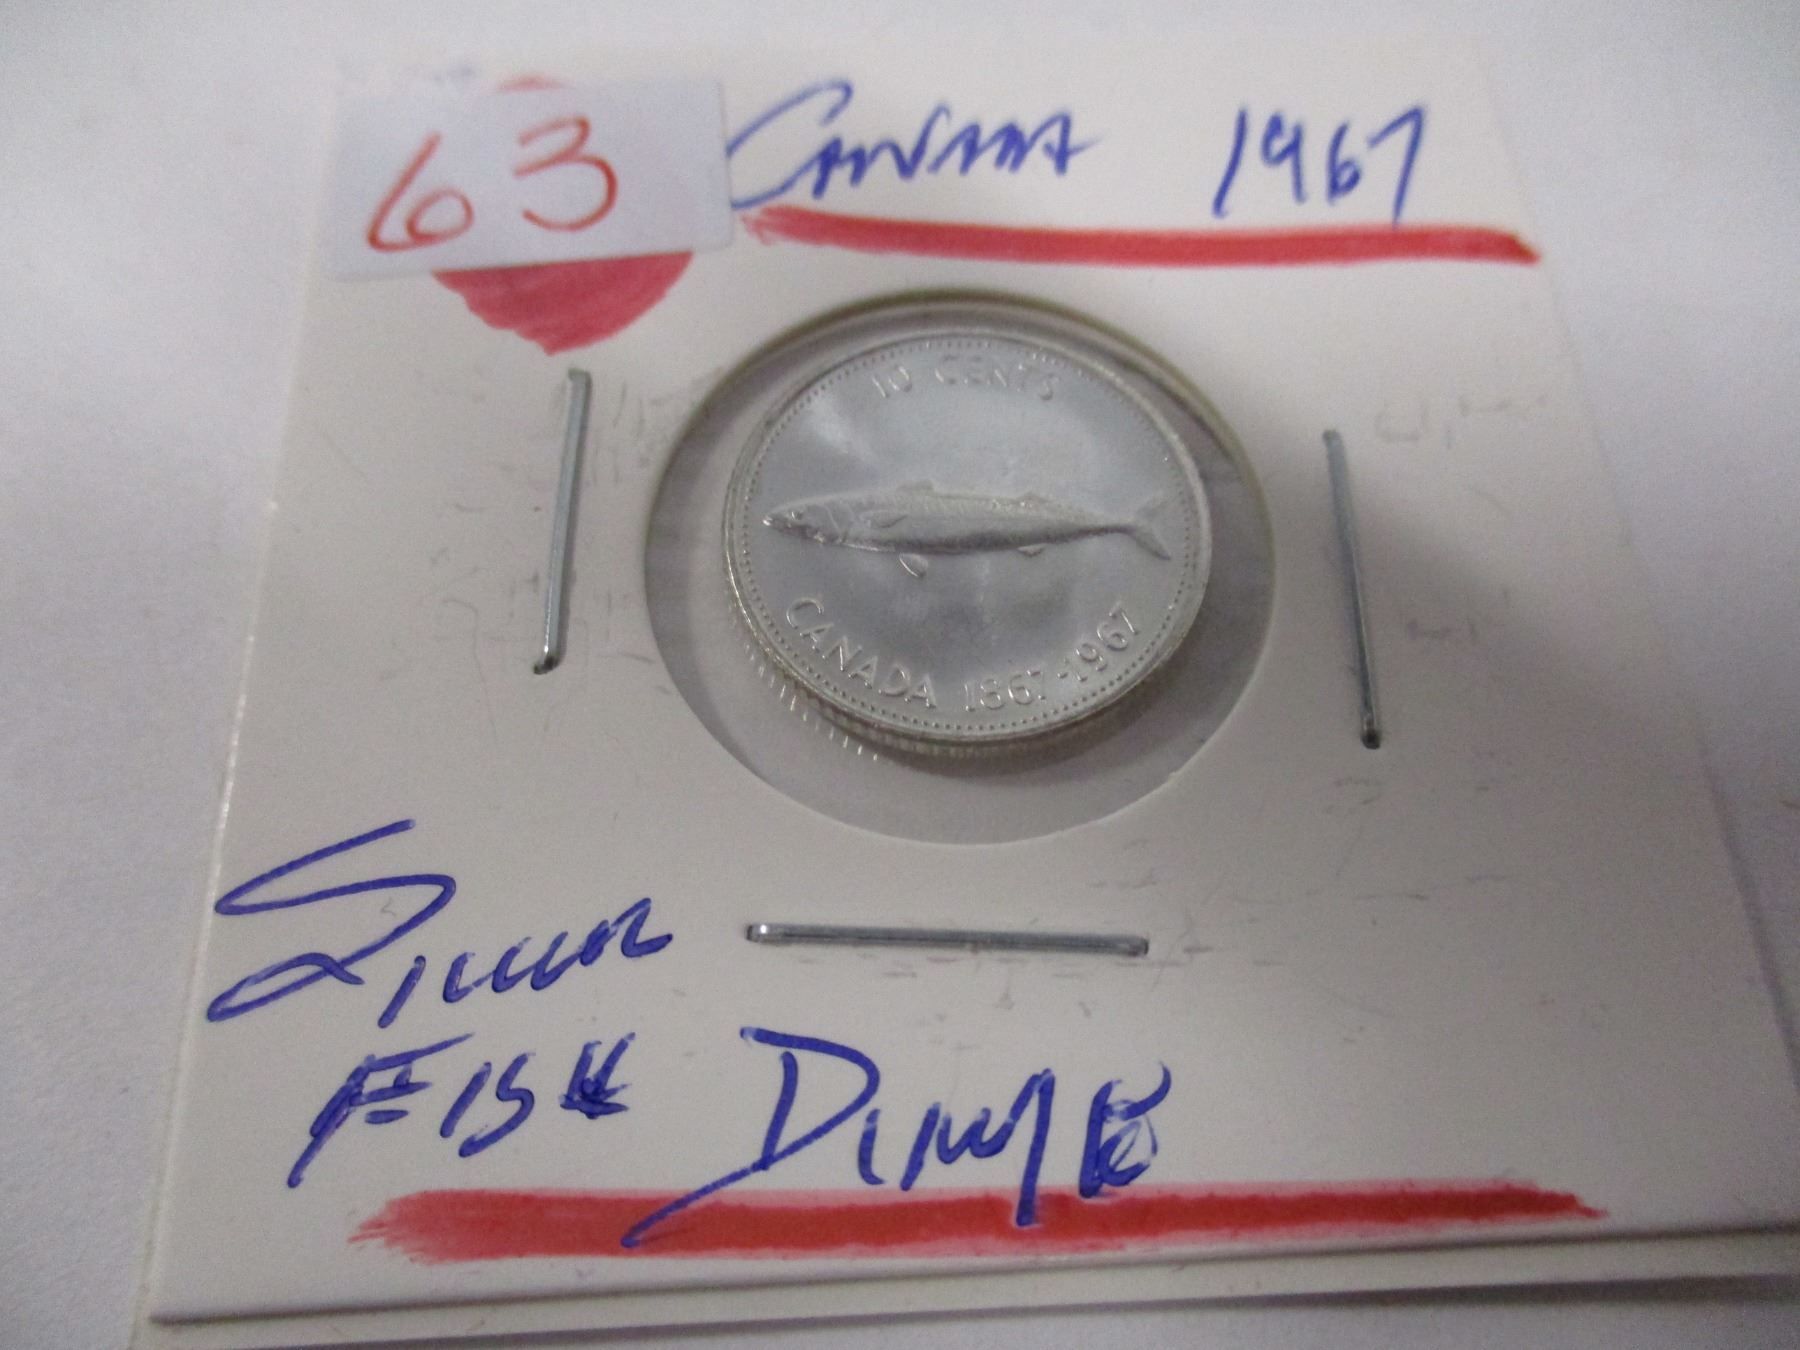 63
CANADA 1967
10 CENTS
CANADA 1867-1967
SILVER
FISH DIME